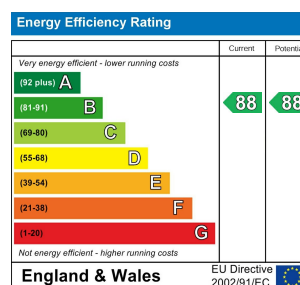 Energy Efficiency Rating
Current Potentia
Very energy efficient - lower running costs
(92 plus) A
(81-91) B 88 88
(69-80) C
(55-68) D
(39-54) E
(21-38) F
(1-20) G
Not energy efficient - higher running costs
England & Wales
EU Directive
2002/91/EC